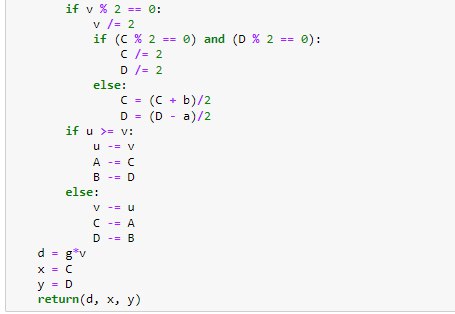 if v % 2 == 0:
v /= 2
if (C % 2 == 0) and (D % 2 == 0):
C /= 2
D /= 2
else:
C = (C + b)/2
D = (D - a)/2
if u >= v:
u -= v
A -= C
B -= D
else:
v -= u
C -= A
D -= B
d = g*v
x = C
y = D
return(d, x, y)